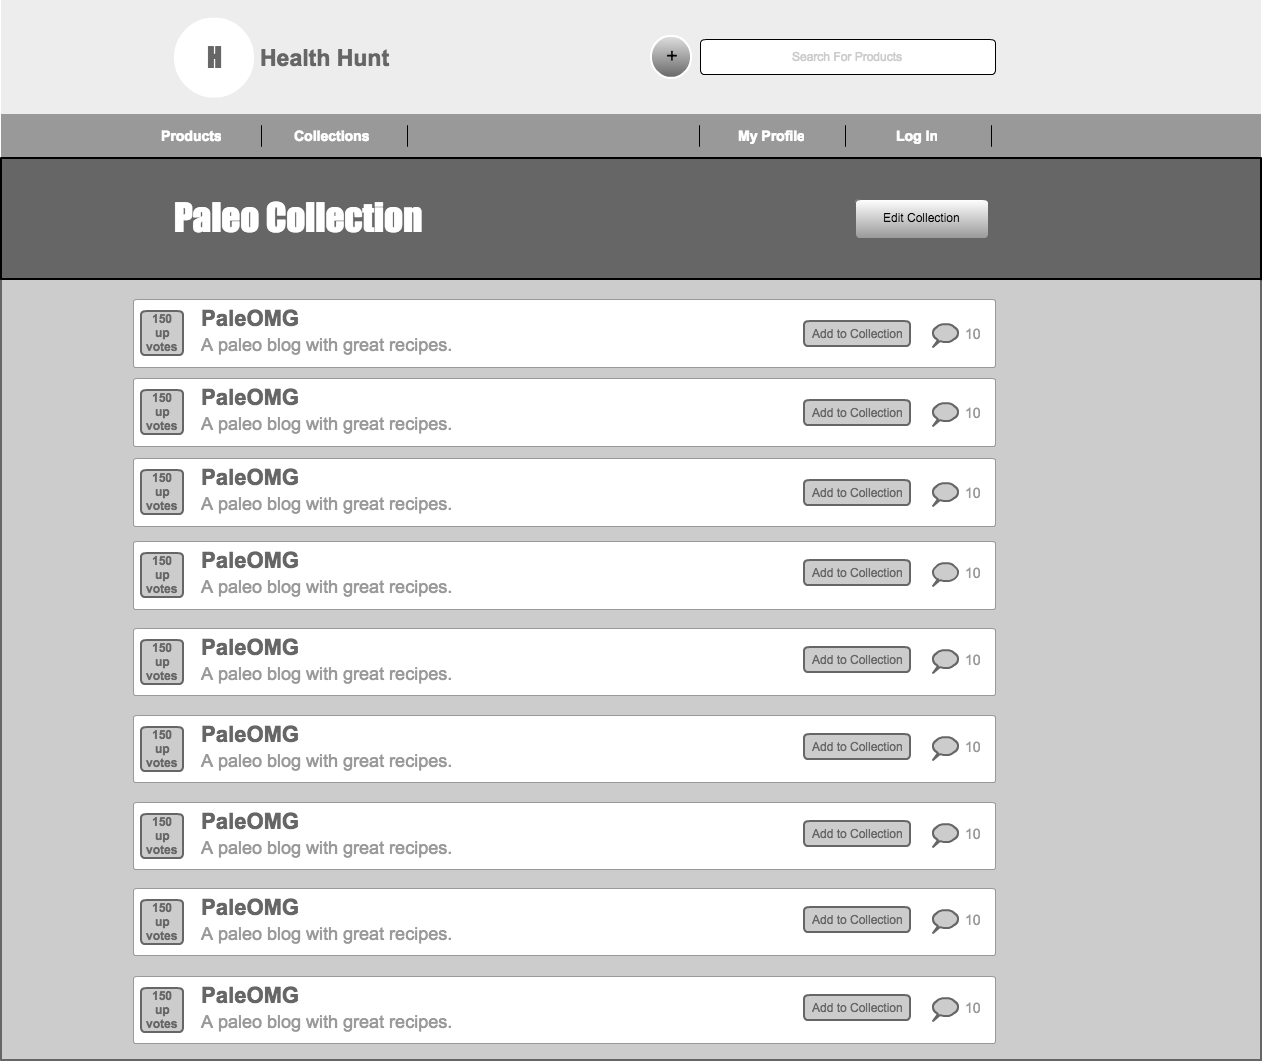 H Health Hunt + Search For Products
Products Collections My Profile Log In
Paleo Collection Edit Collection
150 up votes
PaleOMG
A paleo blog with great recipes.
Add to Collection 10
150 up votes
PaleOMG
A paleo blog with great recipes.
Add to Collection 10
150 up votes
PaleOMG
A paleo blog with great recipes.
Add to Collection 10
150 up votes
PaleOMG
A paleo blog with great recipes.
Add to Collection 10
150 up votes
PaleOMG
A paleo blog with great recipes.
Add to Collection 10
150 up votes
PaleOMG
A paleo blog with great recipes.
Add to Collection 10
150 up votes
PaleOMG
A paleo blog with great recipes.
Add to Collection 10
150 up votes
PaleOMG
A paleo blog with great recipes.
Add to Collection 10
150 up votes
PaleOMG
A paleo blog with great recipes.
Add to Collection 10